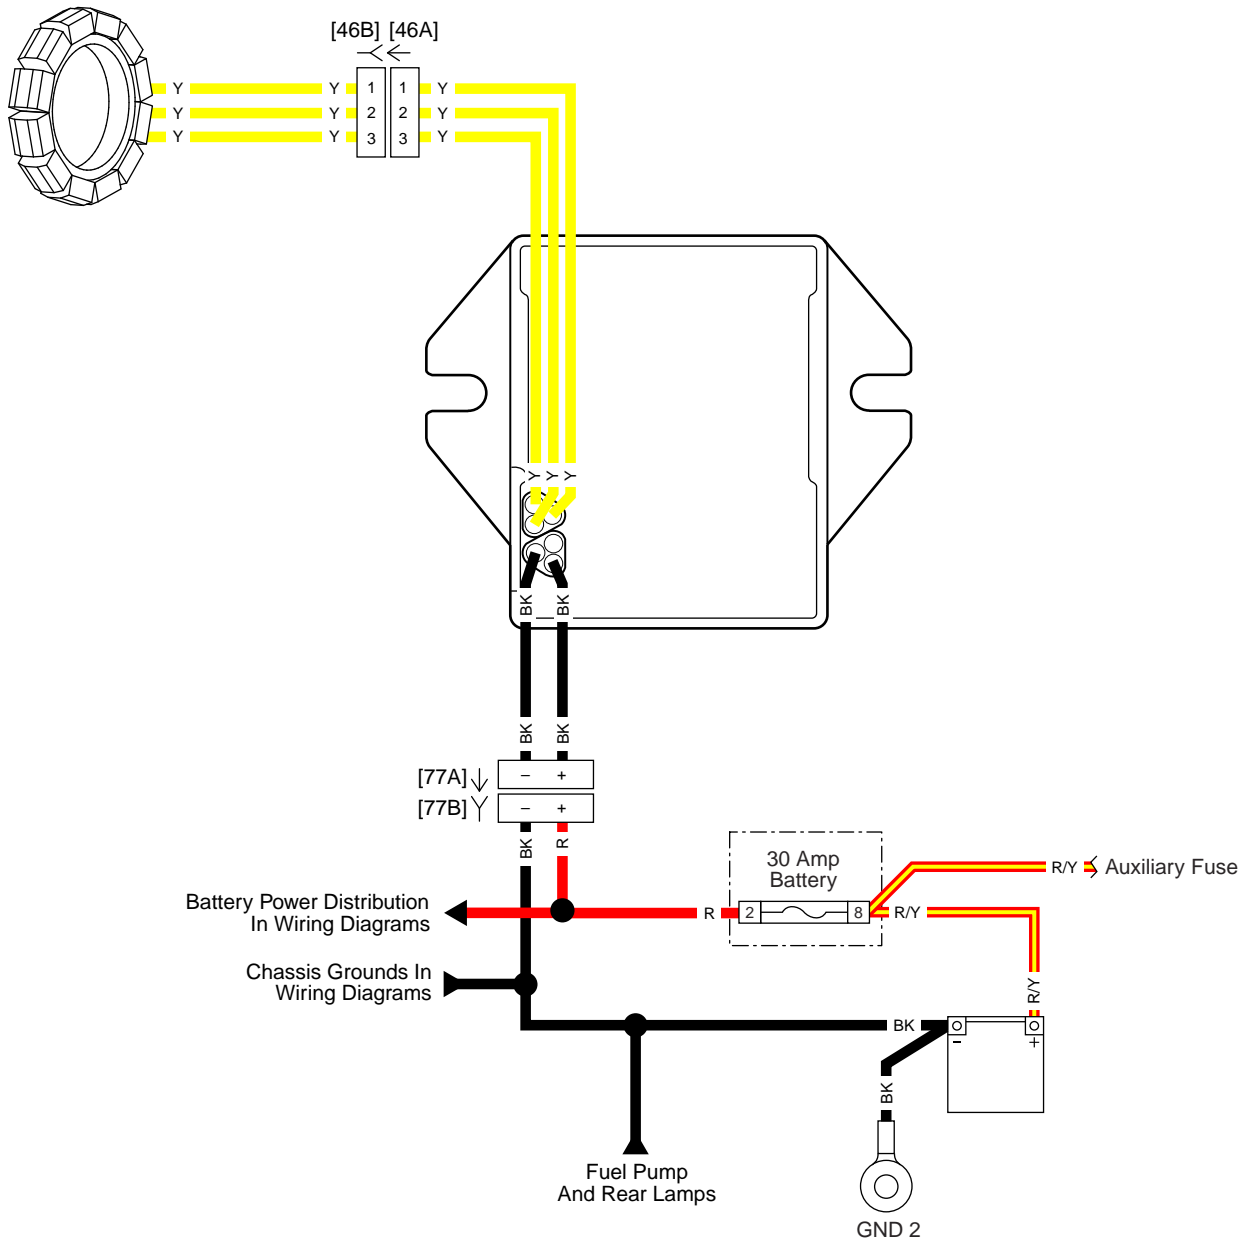 [46B] [46A]
Y Y 1 1 Y
Y Y 2 2 Y
Y Y 3 3 Y
Y Y Y
BK BK
BK BK
[77A] – +
[77B] – +
BK R
30 Amp
Battery
R/Y Auxiliary Fuse
Battery Power Distribution
In Wiring Diagrams
R 2 8 R/Y
Chassis Grounds In
Wiring Diagrams
R/Y
BK
- +
BK
Fuel Pump
And Rear Lamps
GND 2